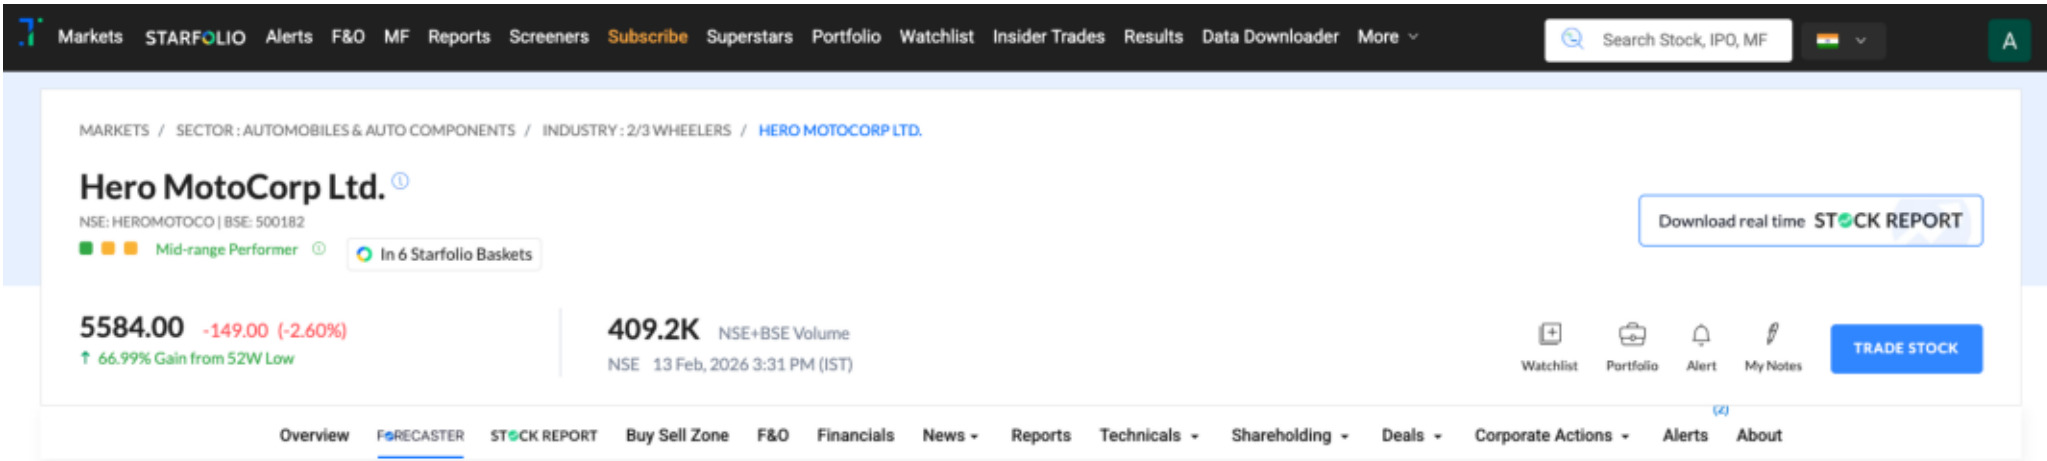 Markets STARFOLIO Alerts F&O MF Reports Screeners Subscribe Superstars Portfolio Watchlist Insider Trades Results Data Downloader More Search Stock, IPO, MF A
MARKETS / SECTOR : AUTOMOBILES & AUTO COMPONENTS / INDUSTRY : 2/3 WHEELERS / HERO MOTOCORP LTD.
Hero MotoCorp Ltd.
NSE: HEROMOTOCO | BSE: 500182
Mid-range Performer In 6 Starfolio Baskets
Download real time STOCK REPORT
5584.00 -149.00 (-2.60%)
↑ 66.99% Gain from 52W Low
409.2K NSE+BSE Volume
NSE 13 Feb, 2026 3:31 PM (IST)
Watchlist Portfolio Alert My Notes TRADE STOCK
(2)
Overview FORECASTER STOCK REPORT Buy Sell Zone F&O Financials News Reports Technicals Shareholding Deals Corporate Actions Alerts About